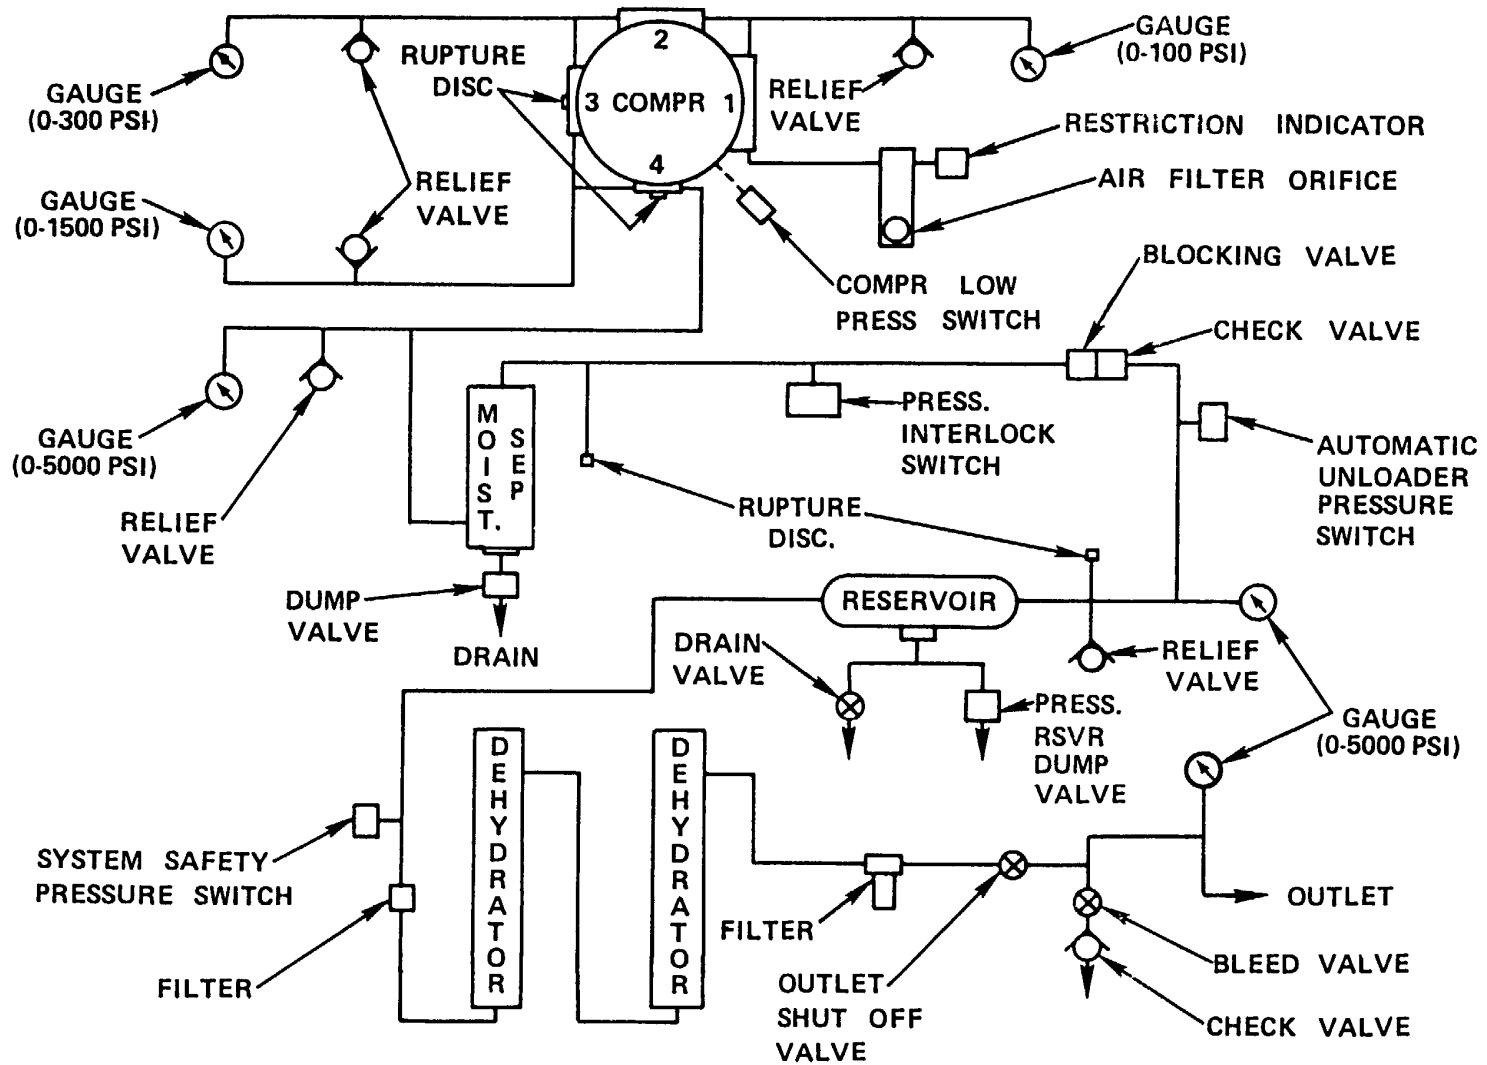 GAUGE
(0-300 PSI)
RUPTURE
DISC
2
3 COMPR 1
4
RELIEF
VALVE
GAUGE
(0-100 PSI)
RESTRICTION INDICATOR
AIR FILTER ORIFICE
GAUGE
(0-1500 PSI)
RELIEF
VALVE
COMPR LOW
PRESS SWITCH
BLOCKING VALVE
CHECK VALVE
GAUGE
(0-5000 PSI)
RELIEF
VALVE
MOIST.
SEP
PRESS.
INTERLOCK
SWITCH
AUTOMATIC
UNLOADER
PRESSURE
SWITCH
RUPTURE
DISC.
DUMP
VALVE
DRAIN
RESERVOIR
DRAIN
VALVE
RELIEF
VALVE
PRESS.
RSVR
DUMP
VALVE
GAUGE
(0-5000 PSI)
DEHYDRATOR
DEHYDRATOR
SYSTEM SAFETY
PRESSURE SWITCH
FILTER
FILTER
OUTLET
SHUT OFF
VALVE
OUTLET
BLEED VALVE
CHECK VALVE